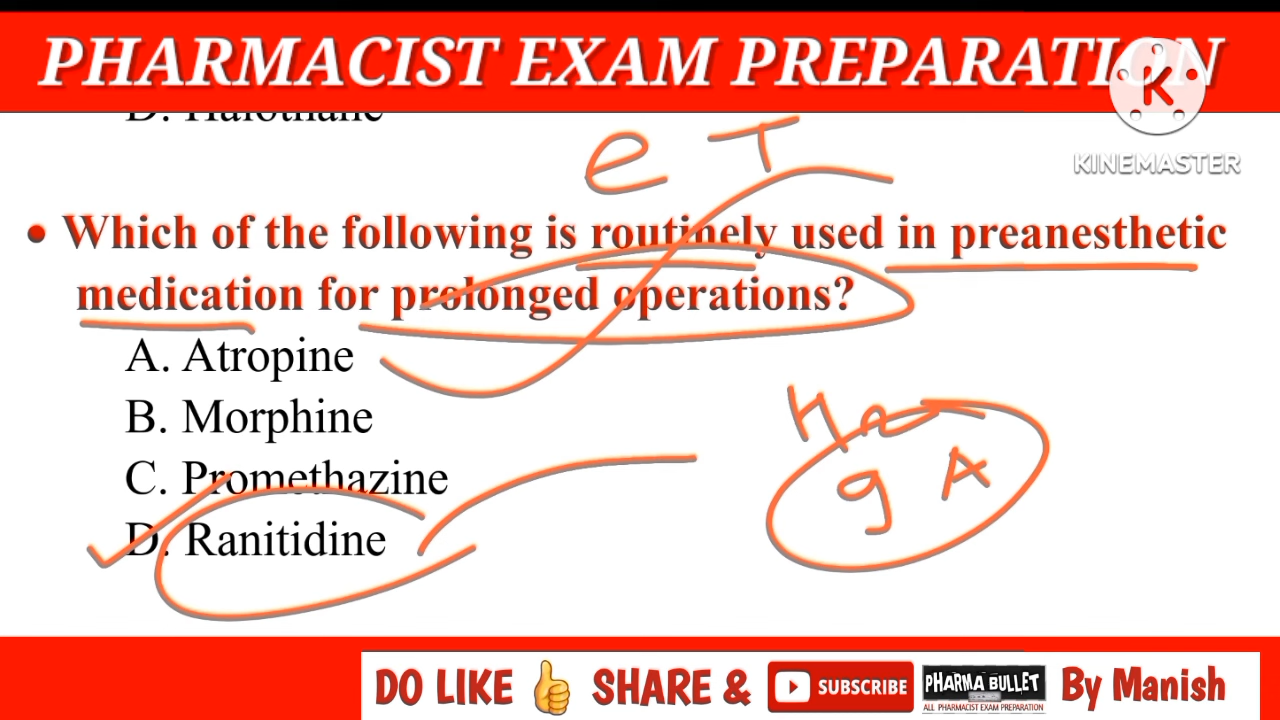 PHARMACIST EXAM PREPARATION
K
KINEMASTER
D. Halothane
e T
• Which of the following is routinely used in preanesthetic
medication for prolonged operations?
A. Atropine
B. Morphine
C. Promethazine
D. Ranitidine
H2
9 A
DO LIKE 👍 SHARE & SUBSCRIBE PHARMA BULLET By Manish
ALL PHARMACIST EXAM PREPARATION